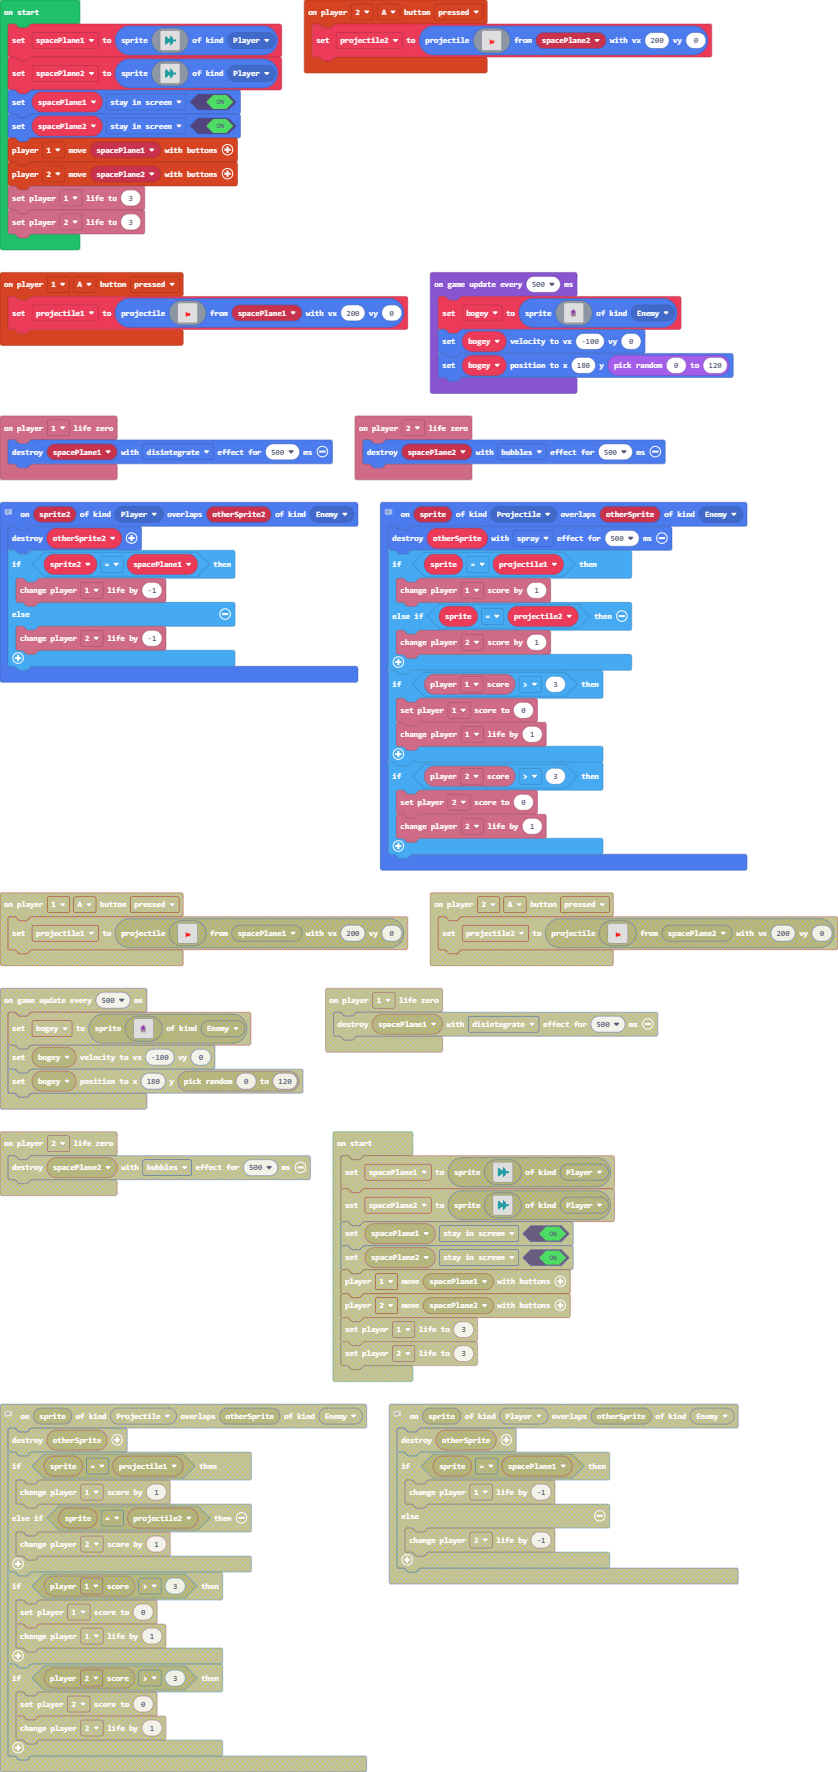 on start
set spacePlane1 to sprite of kind Player
set spacePlane2 to sprite of kind Player
set spacePlane1 stay in screen ON
set spacePlane2 stay in screen ON
player 1 move spacePlane1 with buttons
player 2 move spacePlane2 with buttons
set player 1 life to 3
set player 2 life to 3
on player 2 A button pressed
set projectile2 to projectile from spacePlane2 with vx 200 vy 0
on player 1 A button pressed
set projectile1 to projectile from spacePlane1 with vx 200 vy 0
on game update every 500 ms
set bogey to sprite of kind Enemy
set bogey velocity to vx -100 vy 0
set bogey position to x 180 y pick random 0 to 120
on player 1 life zero
destroy spacePlane1 with disintegrate effect for 500 ms
on player 2 life zero
destroy spacePlane2 with bubbles effect for 500 ms
on sprite2 of kind Player overlaps otherSprite2 of kind Enemy
destroy otherSprite2
if sprite2 = spacePlane1 then
change player 1 life by -1
else
change player 2 life by -1
on sprite of kind Projectile overlaps otherSprite of kind Enemy
destroy otherSprite with spray effect for 500 ms
if sprite = projectile1 then
change player 1 score by 1
else if sprite = projectile2 then
change player 2 score by 1
if player 1 score > 3 then
set player 1 score to 0
change player 1 life by 1
if player 2 score > 3 then
set player 2 score to 0
change player 2 life by 1
on player 1 A button pressed
set projectile1 to projectile from spacePlane1 with vx 200 vy 0
on player 2 A button pressed
set projectile2 to projectile from spacePlane2 with vx 200 vy 0
on game update every 500 ms
set bogey to sprite of kind Enemy
set bogey velocity to vx -100 vy 0
set bogey position to x 180 y pick random 0 to 120
on player 1 life zero
destroy spacePlane1 with disintegrate effect for 500 ms
on player 2 life zero
destroy spacePlane2 with bubbles effect for 500 ms
on start
set spacePlane1 to sprite of kind Player
set spacePlane2 to sprite of kind Player
set spacePlane1 stay in screen ON
set spacePlane2 stay in screen ON
player 1 move spacePlane1 with buttons
player 2 move spacePlane2 with buttons
set player 1 life to 3
set player 2 life to 3
on sprite of kind Projectile overlaps otherSprite of kind Enemy
destroy otherSprite
if sprite = projectile1 then
change player 1 score by 1
else if sprite = projectile2 then
change player 2 score by 1
if player 1 score > 3 then
set player 1 score to 0
change player 1 life by 1
if player 2 score > 3 then
set player 2 score to 0
change player 2 life by 1
on sprite of kind Player overlaps otherSprite of kind Enemy
destroy otherSprite
if sprite = spacePlane1 then
change player 1 life by -1
else
change player 2 life by -1